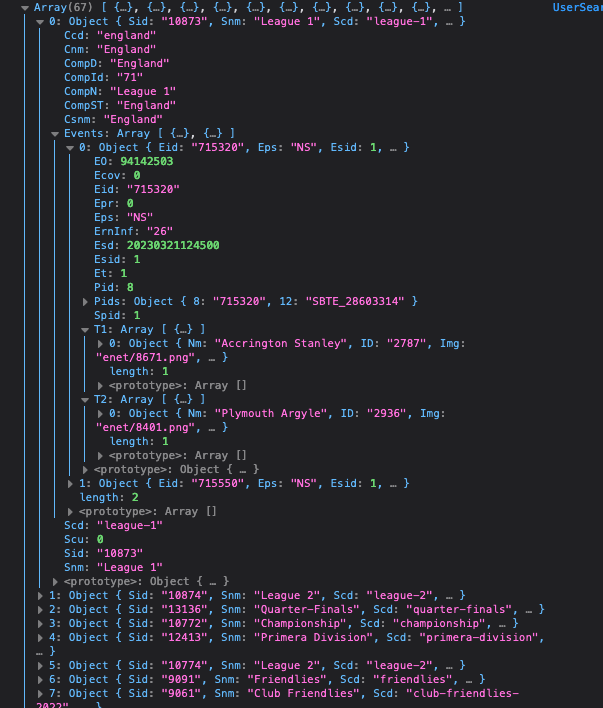 Array(67) [ {…}, {…}, {…}, {…}, {…}, {…}, {…}, {…}, {…}, {…}, … ]
0: Object { Sid: "10873", Snm: "League 1", Scd: "league-1", … }
Ccd: "england"
Cnm: "England"
CompD: "England"
CompId: "71"
CompN: "League 1"
CompST: "England"
Csnm: "England"
Events: Array [ {…}, {…} ]
0: Object { Eid: "715320", Eps: "NS", Esid: 1, … }
EO: 94142503
Ecov: 0
Eid: "715320"
Epr: 0
Eps: "NS"
ErnInf: "26"
Esd: 20230321124500
Esid: 1
Et: 1
Pid: 8
Pids: Object { 8: "715320", 12: "SBTE_28603314" }
Spid: 1
T1: Array [ {…} ]
0: Object { Nm: "Accrington Stanley", ID: "2787", Img:
"enet/8671.png", … }
length: 1
<prototype>: Array []
T2: Array [ {…} ]
0: Object { Nm: "Plymouth Argyle", ID: "2936", Img:
"enet/8401.png", … }
length: 1
<prototype>: Array []
<prototype>: Object { … }
1: Object { Eid: "715550", Eps: "NS", Esid: 1, … }
length: 2
<prototype>: Array []
Scd: "league-1"
Scu: 0
Sid: "10873"
Snm: "League 1"
<prototype>: Object { … }
1: Object { Sid: "10874", Snm: "League 2", Scd: "league-2", … }
2: Object { Sid: "13136", Snm: "Quarter-Finals", Scd: "quarter-finals", … }
3: Object { Sid: "10772", Snm: "Championship", Scd: "championship", … }
4: Object { Sid: "12413", Snm: "Primera Division", Scd: "primera-division",
… }
5: Object { Sid: "10774", Snm: "League 2", Scd: "league-2", … }
6: Object { Sid: "9091", Snm: "Friendlies", Scd: "friendlies", … }
7: Object { Sid: "9061", Snm: "Club Friendlies", Scd: "club-friendlies-
2022", … }
UserSear